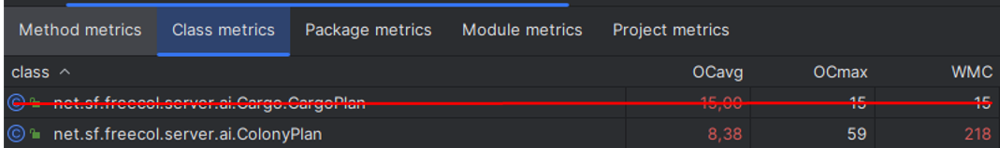 Method metrics Class metrics Package metrics Module metrics Project metrics
class OCavg OCmax WMC
net.sf.freecol.server.ai.Cargo.CargoPlan 15,00 15 15
net.sf.freecol.server.ai.ColonyPlan 8,38 59 218